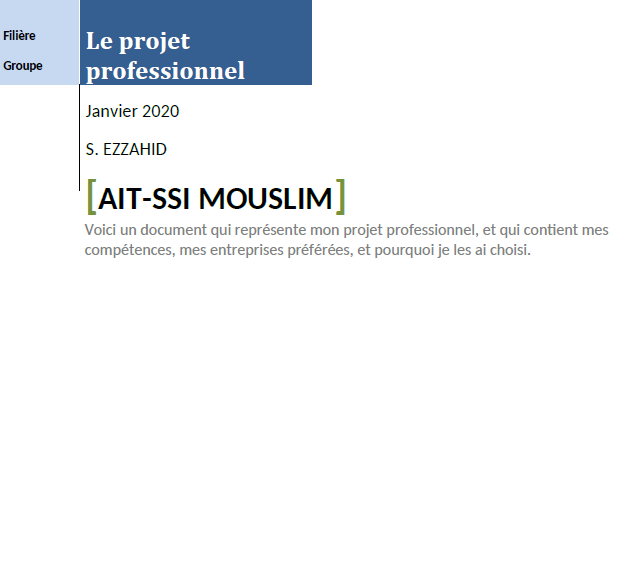 Filière
Groupe
Le projet
professionnel
Janvier 2020
S. EZZAHID
[AIT-SSI MOUSLIM]
Voici un document qui représente mon projet professionnel, et qui contient mes
compétences, mes entreprises préférées, et pourquoi je les ai choisi.